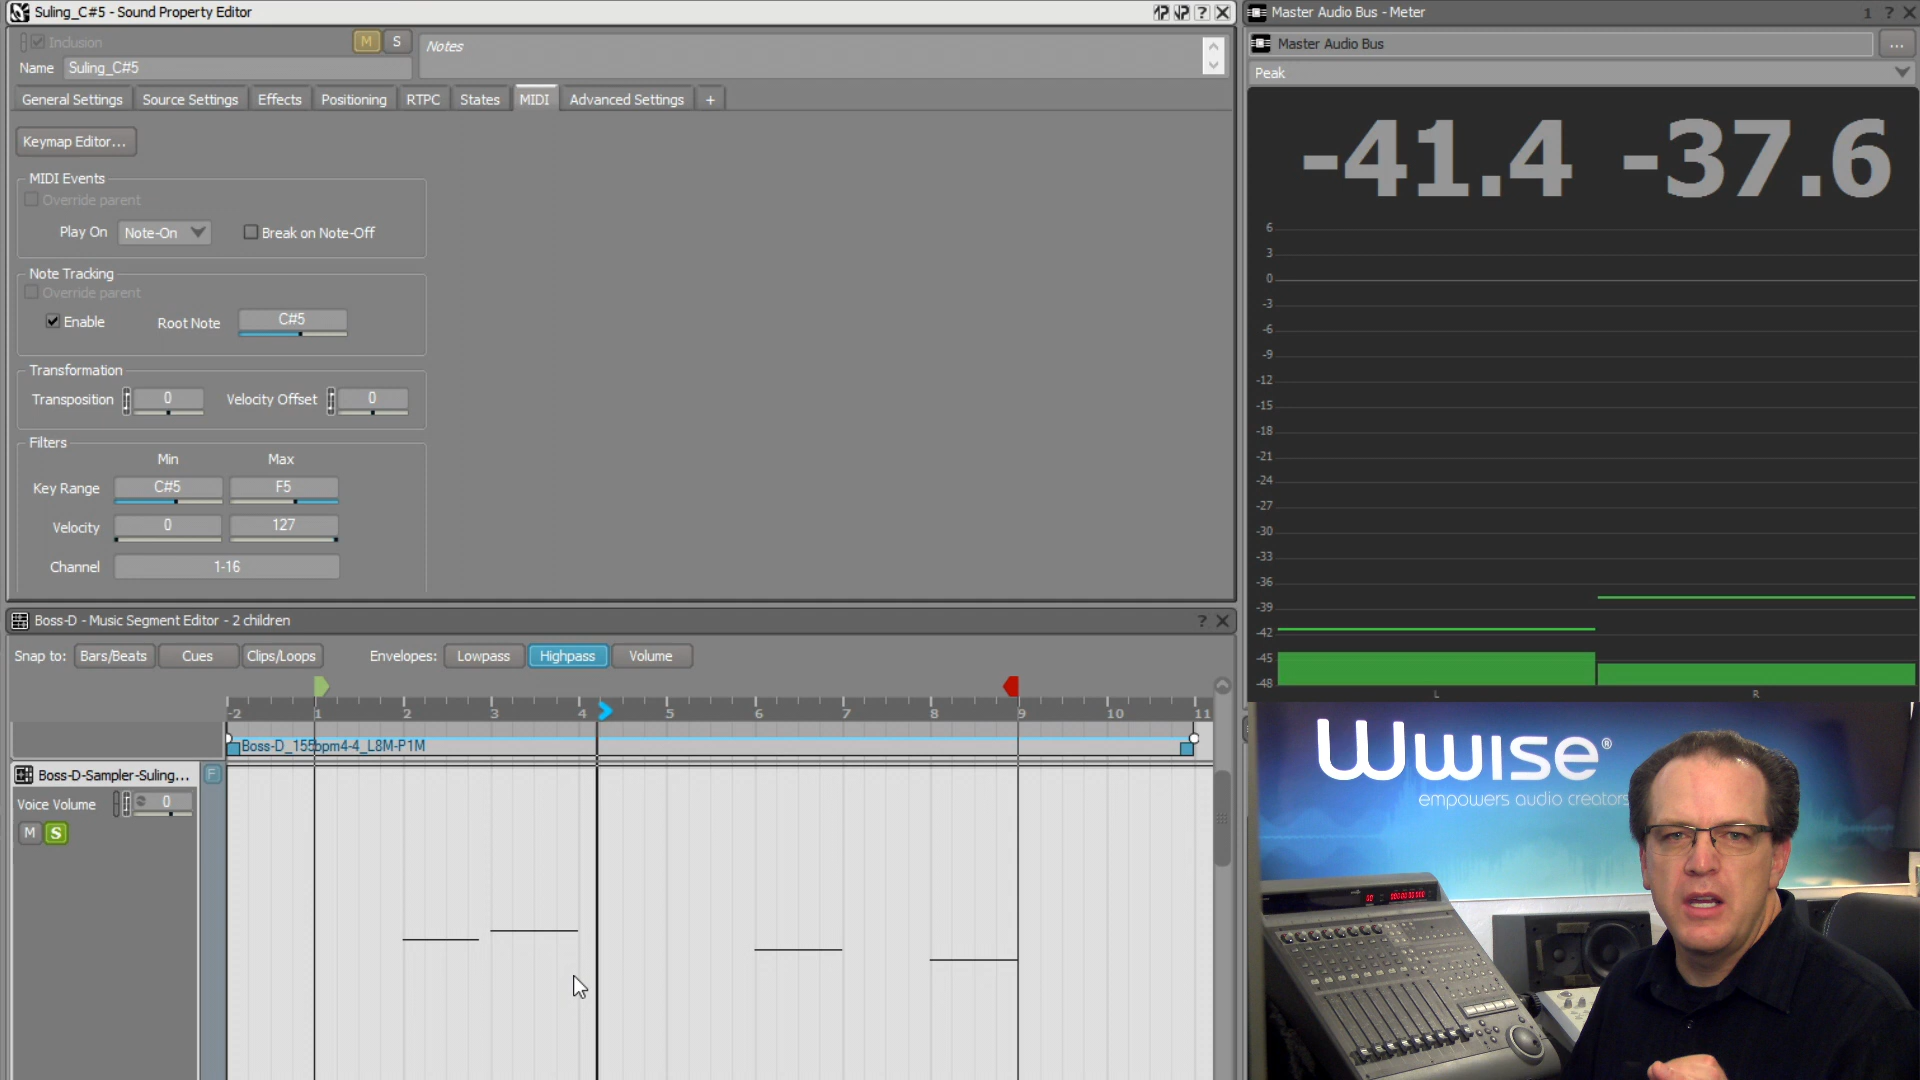 Suling_C#5 - Sound Property Editor
Inclusion
M
S
Notes
Name
Suling_C#5
General Settings
Source Settings
Effects
Positioning
RTPC
States
MIDI
Advanced Settings
+
Keymap Editor...
MIDI Events
Override parent
Play On
Note-On
Break on Note-Off
Note Tracking
Override parent
Enable
Root Note
C#5
Transformation
Transposition
0
Velocity Offset
0
Filters
Min
Max
Key Range
C#5
F5
Velocity
0
127
Channel
1-16
Boss-D - Music Segment Editor - 2 children
?
Snap to:
Bars/Beats
Cues
Clips/Loops
Envelopes:
Lowpass
Highpass
Volume
-2 1 2 3 4 5 6 7 8 9 10 11
Boss-D_155bpm4-4_L8M-P1M
Boss-D-Sampler-Suling...
F
Voice Volume
0
M
S
Master Audio Bus - Meter
1 ?
Master Audio Bus
...
Peak
-41.4 -37.6
6
3
0
-3
-6
-9
-12
-15
-18
-21
-24
-27
-30
-33
-36
-39
-42
-45
-48
L
R
Wwise®
empowers audio creators